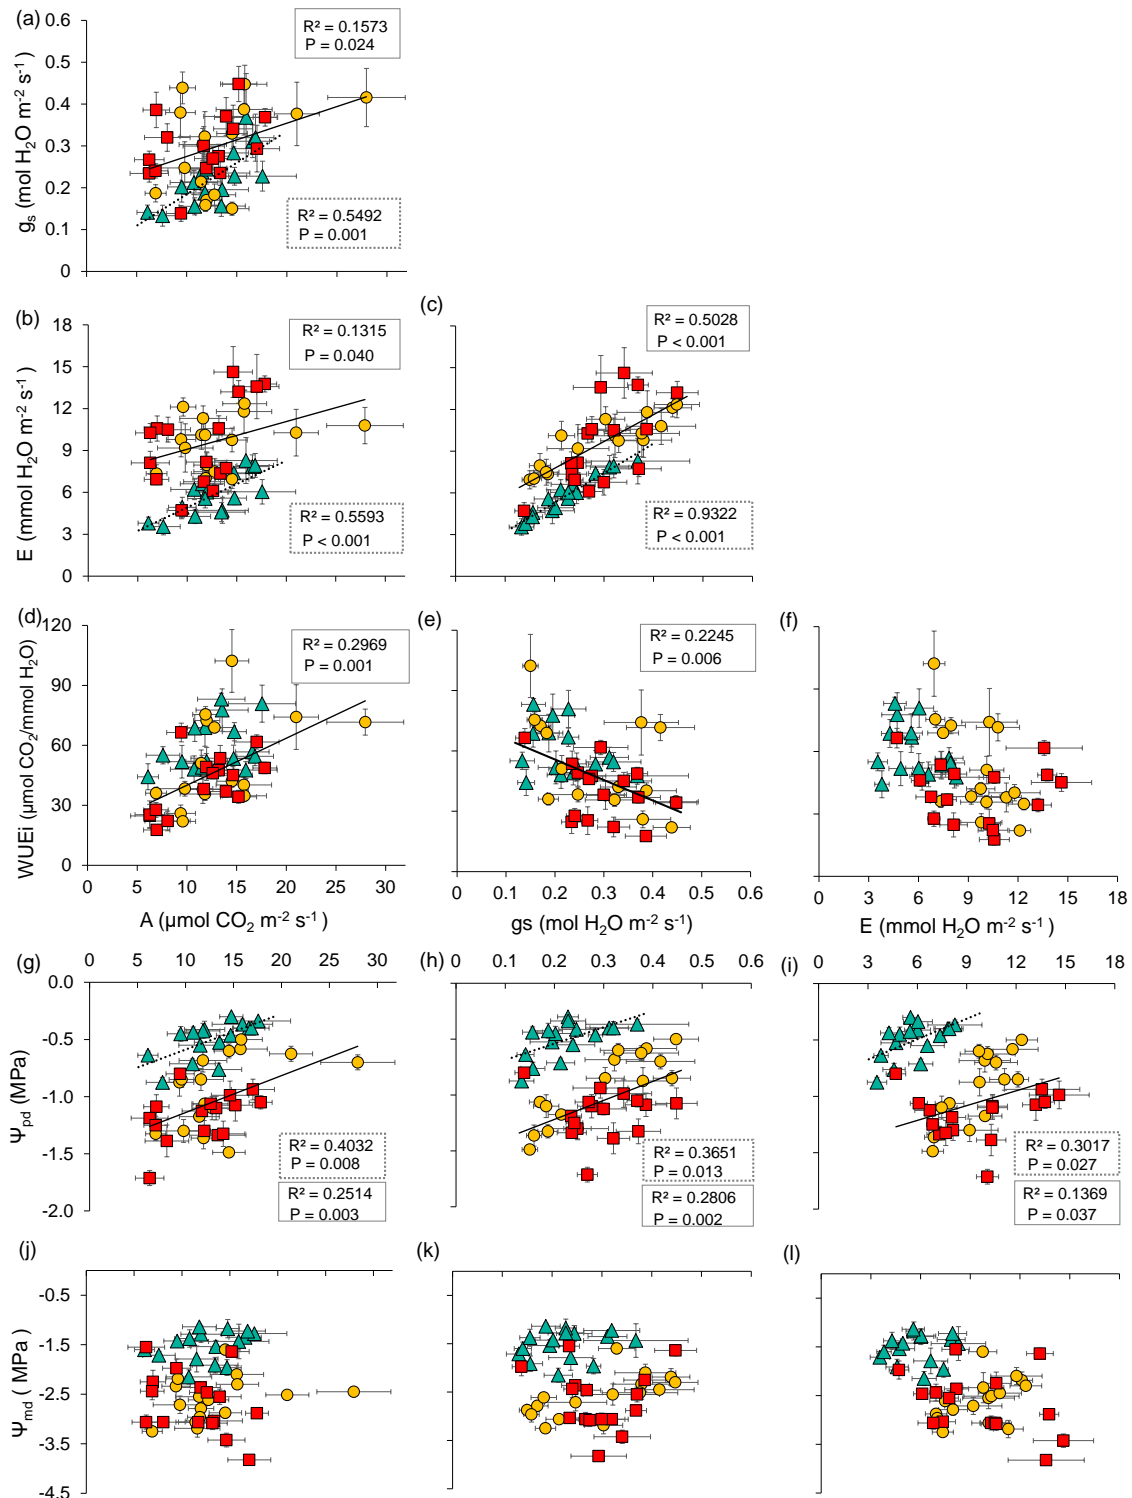 (a)
0.6
0.5
0.4
0.3
0.2
0.1
0
gs (mol H2O m-2 s-1)
R² = 0.1573
P = 0.024
R² = 0.5492
P = 0.001
(b)
18
15
12
9
6
3
0
E (mmol H2O m-2 s-1)
R² = 0.1315
P = 0.040
R² = 0.5593
P < 0.001
(c)
R² = 0.5028
P < 0.001
R² = 0.9322
P < 0.001
(d)
120
90
60
30
0
WUEi (µmol CO2/mmol H2O)
R² = 0.2969
P = 0.001
0 5 10 15 20 25 30
A (µmol CO2 m-2 s-1)
(e)
R² = 0.2245
P = 0.006
0 0.1 0.2 0.3 0.4 0.5 0.6
gs (mol H2O m-2 s-1)
(f)
3 6 9 12 15 18
E (mmol H2O m-2 s-1)
(g)
0 5 10 15 20 25 30
0.0
-0.5
-1.0
-1.5
-2.0
Ψpd (MPa)
R² = 0.4032
P = 0.008
R² = 0.2514
P = 0.003
(h)
0 0.1 0.2 0.3 0.4 0.5 0.6
R² = 0.3651
P = 0.013
R² = 0.2806
P = 0.002
(i)
0 3 6 9 12 15 18
R² = 0.3017
P = 0.027
R² = 0.1369
P = 0.037
(j)
-0.5
-1.5
-2.5
-3.5
-4.5
Ψmd ( MPa)
(k)
(l)